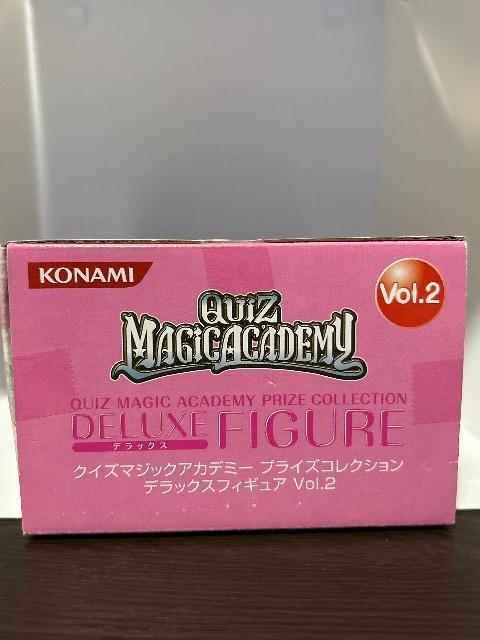 KONAMI
Vol.2
QUIZ
MAGIC ACADEMY
QUIZ MAGIC ACADEMY PRIZE COLLECTION
DELUXE FIGURE
デラックス
クイズマジックアカデミー プライズコレクション
デラックスフィギュア Vol.2